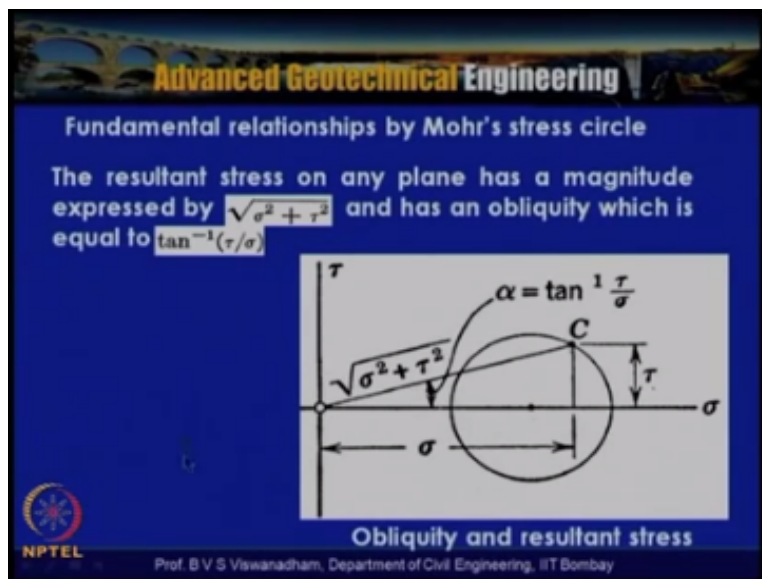 Advanced Geotechnical Engineering
Fundamental relationships by Mohr's stress circle
The resultant stress on any plane has a magnitude
expressed by √σ² + τ² and has an obliquity which is
equal to tan⁻¹(τ/σ)
τ
α = tan ¹ τ/σ
C
√σ² + τ²
τ
σ
σ
Obliquity and resultant stress
NPTEL
Prof. B V S Viswanadham, Department of Civil Engineering, IIT Bombay